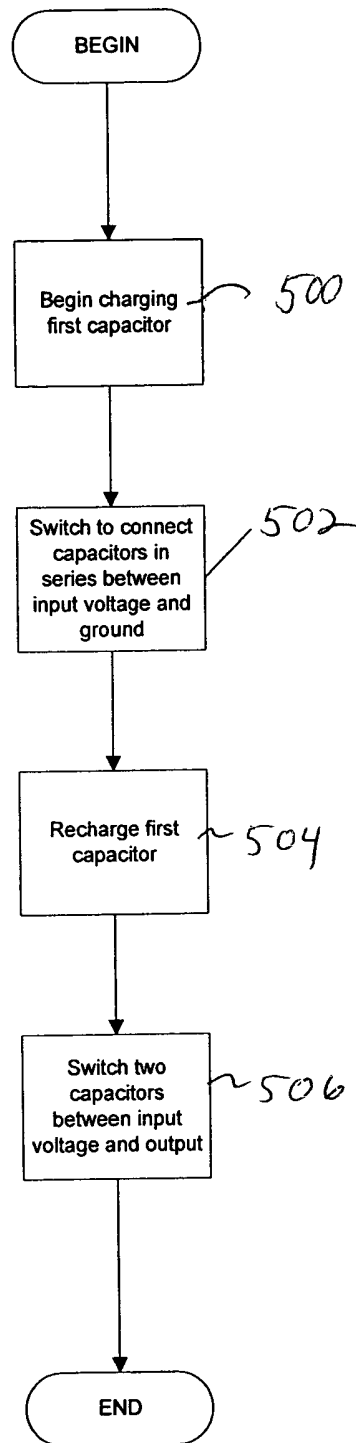 BEGIN
Begin charging
first capacitor
500
Switch to connect
capacitors in
series between
input voltage and
ground
502
Recharge first
capacitor
504
Switch two
capacitors
between input
voltage and output
506
END